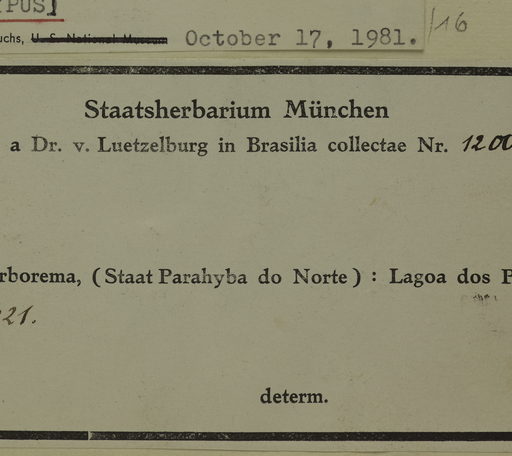 [PUS]
uchs, U. S. National Museum October 17, 1981. /16
Staatsherbarium München
a Dr. v. Luetzelburg in Brasilia collectae Nr. 1200
rborema, (Staat Parahyba do Norte) : Lagoa dos P
21.
determ.